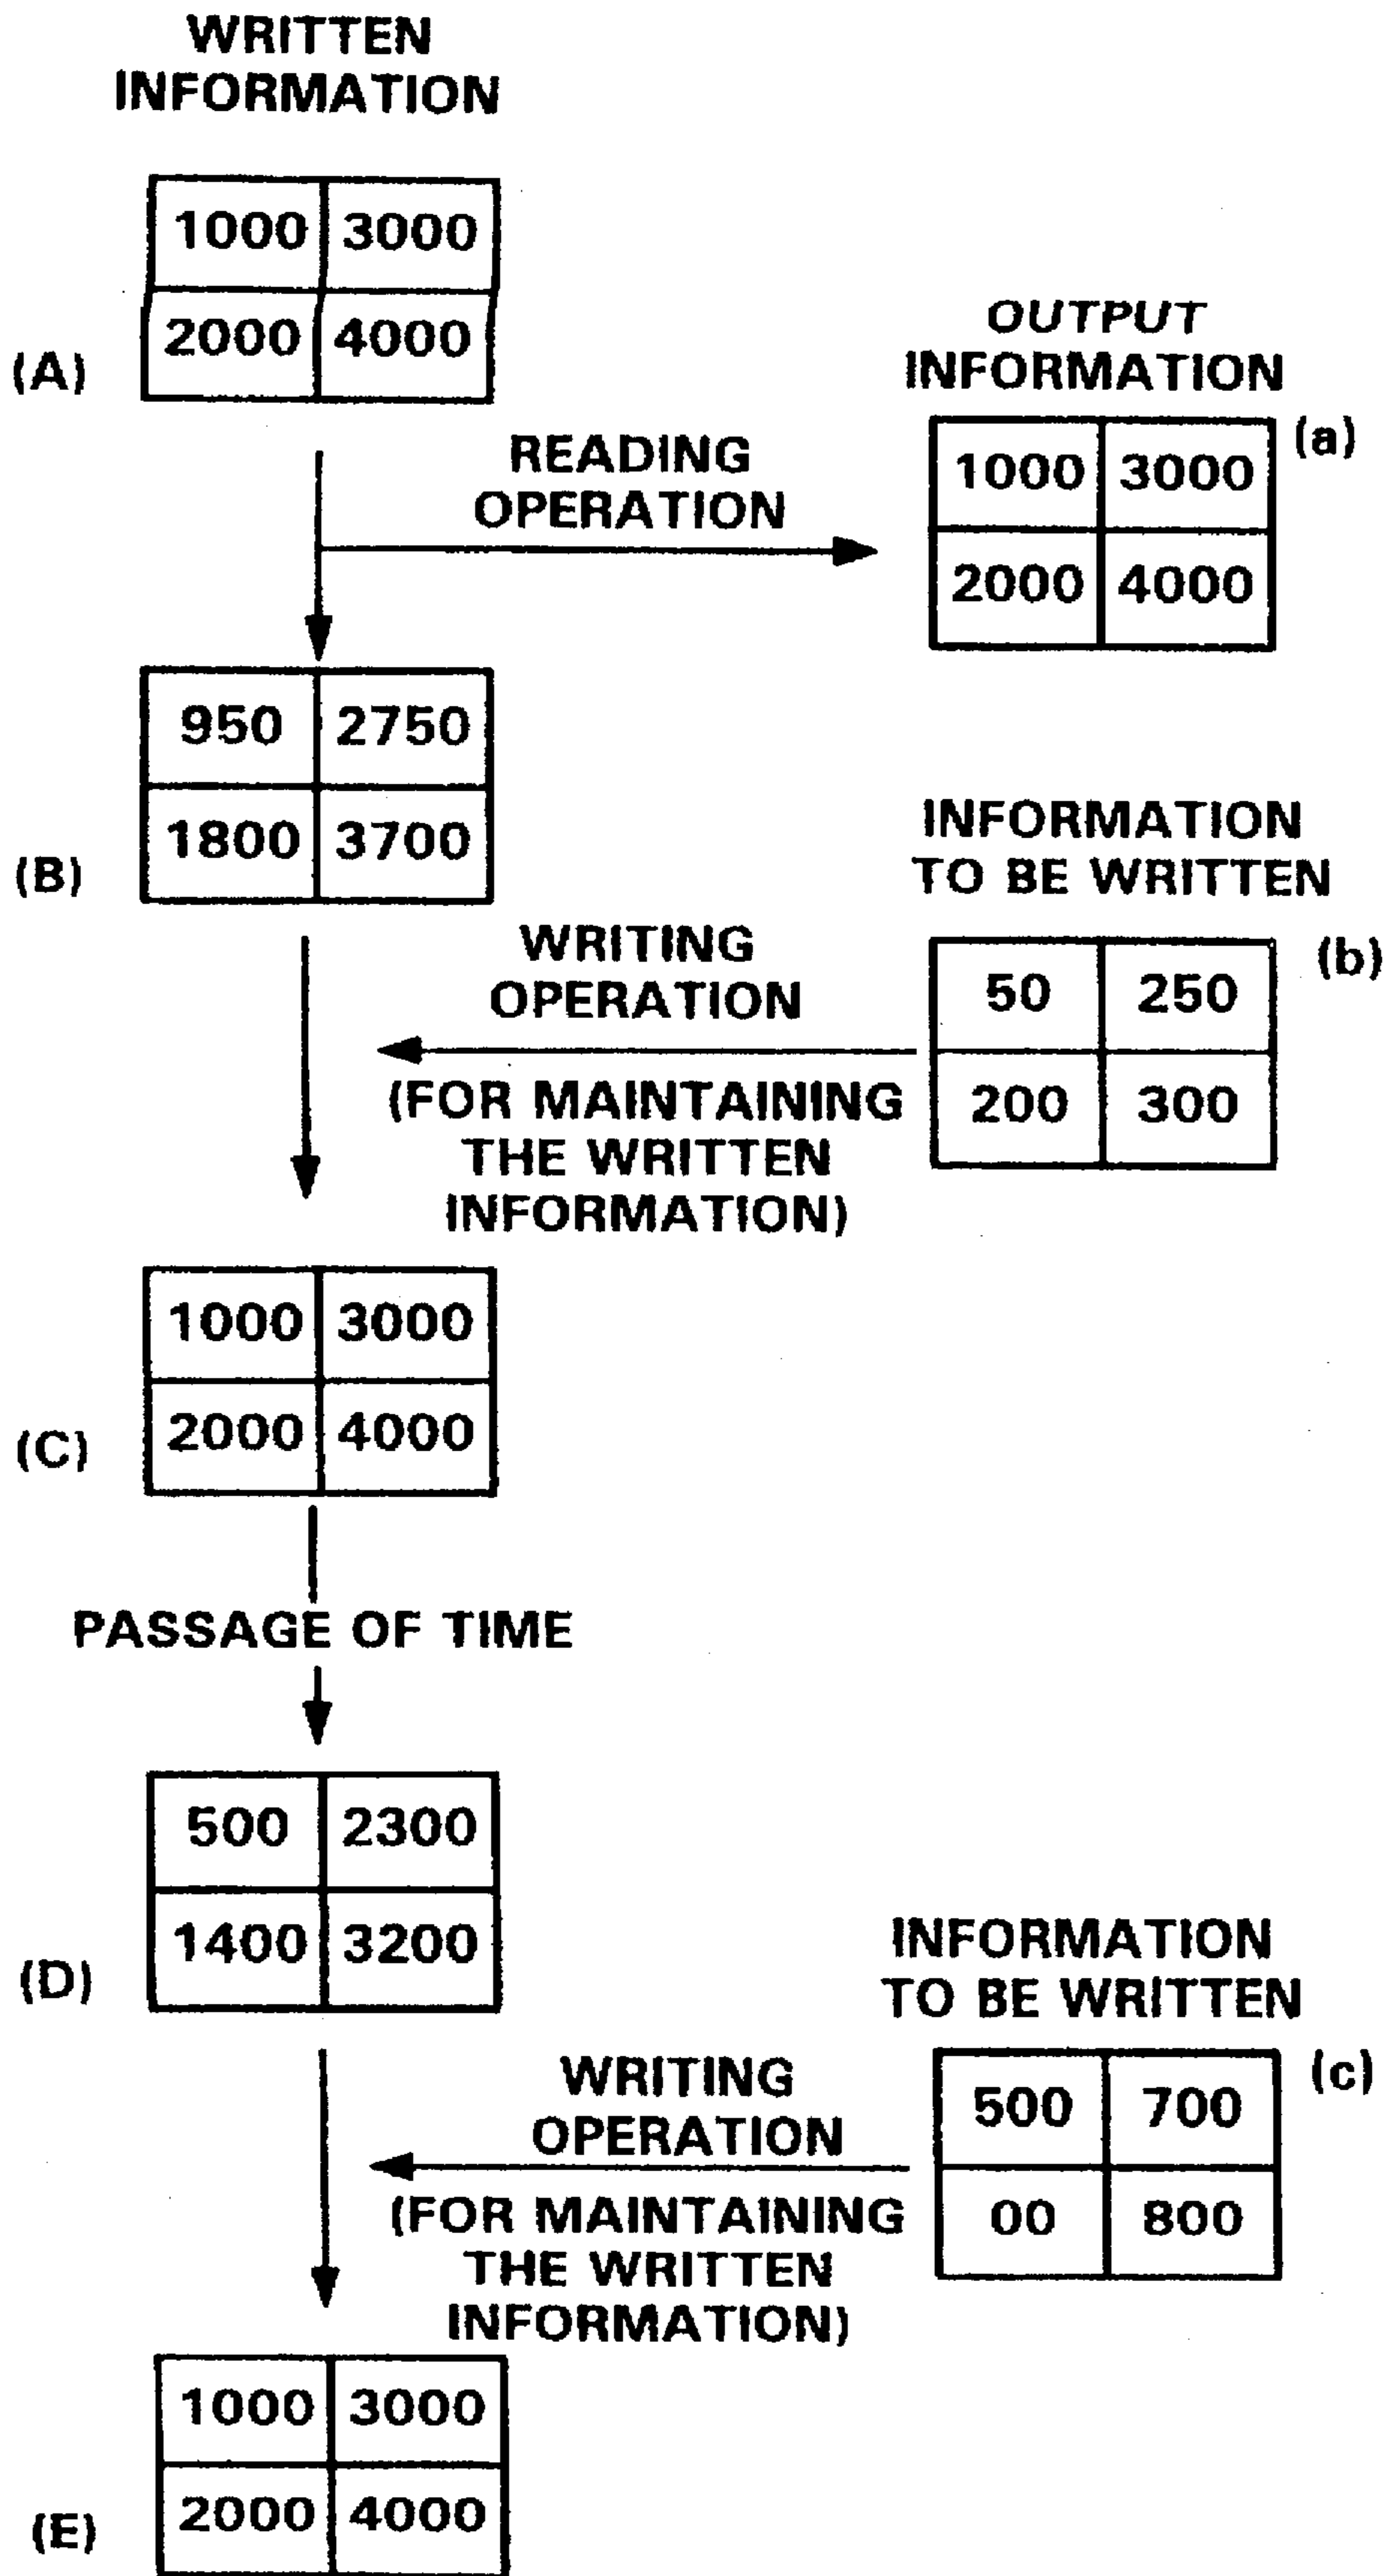 WRITTEN
INFORMATION
1000 3000
2000 4000
(A)
OUTPUT
INFORMATION
(a)
1000 3000
2000 4000
READING
OPERATION
950 2750
1800 3700
(B)
INFORMATION
TO BE WRITTEN
(b)
50 250
200 300
WRITING
OPERATION
(FOR MAINTAINING
THE WRITTEN
INFORMATION)
1000 3000
2000 4000
(C)
PASSAGE OF TIME
500 2300
1400 3200
(D)
INFORMATION
TO BE WRITTEN
(c)
500 700
00 800
WRITING
OPERATION
(FOR MAINTAINING
THE WRITTEN
INFORMATION)
1000 3000
2000 4000
(E)